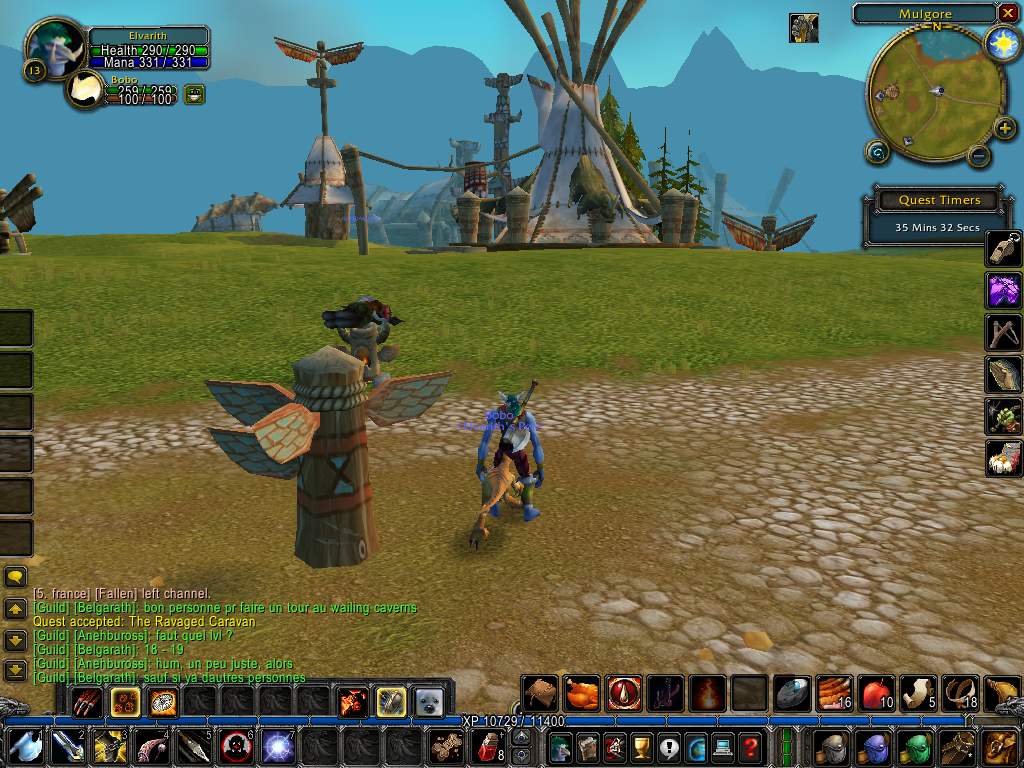 Elvarith
Health 290 / 290
Mana 331 / 331
13
Bobo
259 / 259
100 / 100
Mulgore
N
Quest Timers
35 Mins 32 Secs
Bobo
[5. france] [Fallen] left channel.
[Guild] [Belgarath]: bon personne pr faire un tour au wailing caverns
Quest accepted: The Ravaged Caravan
[Guild] [Anehbuross]: faut quel lvl ?
[Guild] [Belgarath]: 18 - 19
[Guild] [Anehbuross]: hum, un peu juste, alors
[Guild] [Belgarath]: sauf si ya dautres personnes
16
10
5
18
XP 10729 / 11400
2
3
4
5
6
7
8